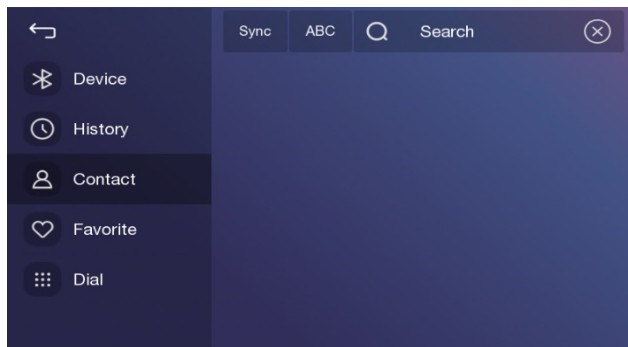 Sync ABC Search
Device
History
Contact
Favorite
Dial